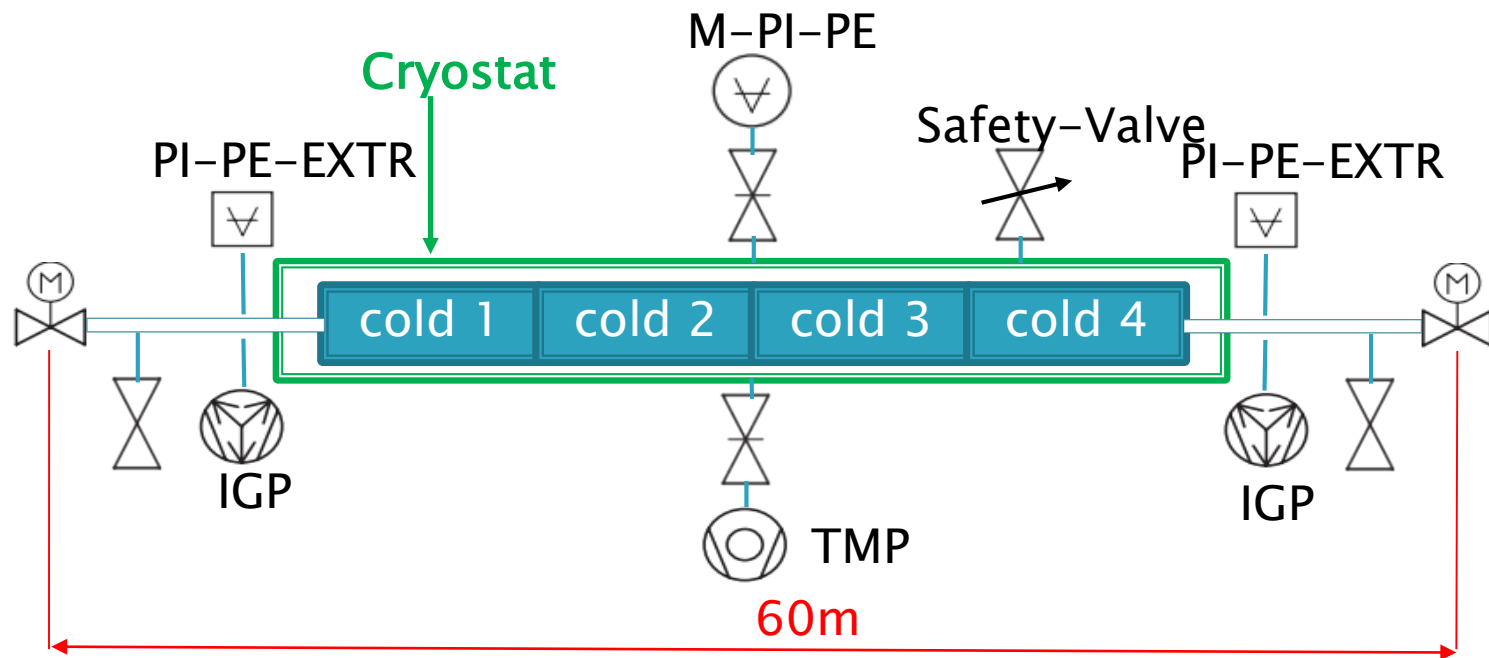 M-PI-PE
Cryostat
Safety-Valve
PI-PE-EXTR
PI-PE-EXTR
M
M
cold 1
cold 2
cold 3
cold 4
IGP
IGP
TMP
60m